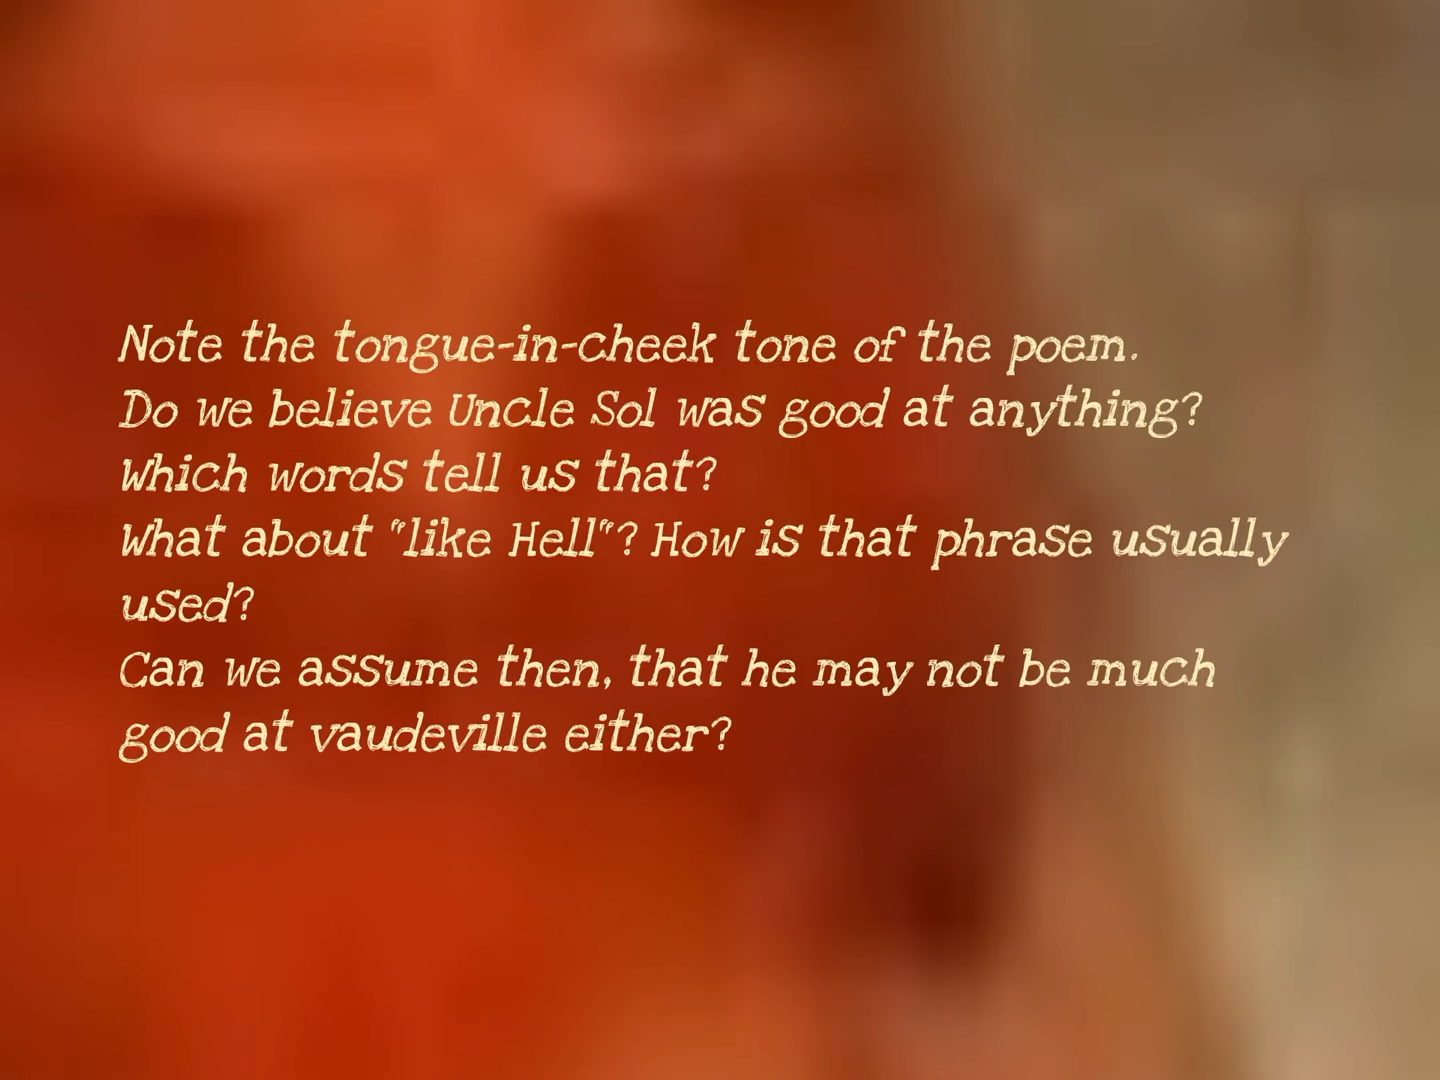 Note the tongue-in-cheek tone of the poem.
Do we believe Uncle Sol was good at anything?
Which words tell us that?
What about "like Hell"? How is that phrase usually
used?
Can we assume then, that he may not be much
good at vaudeville either?